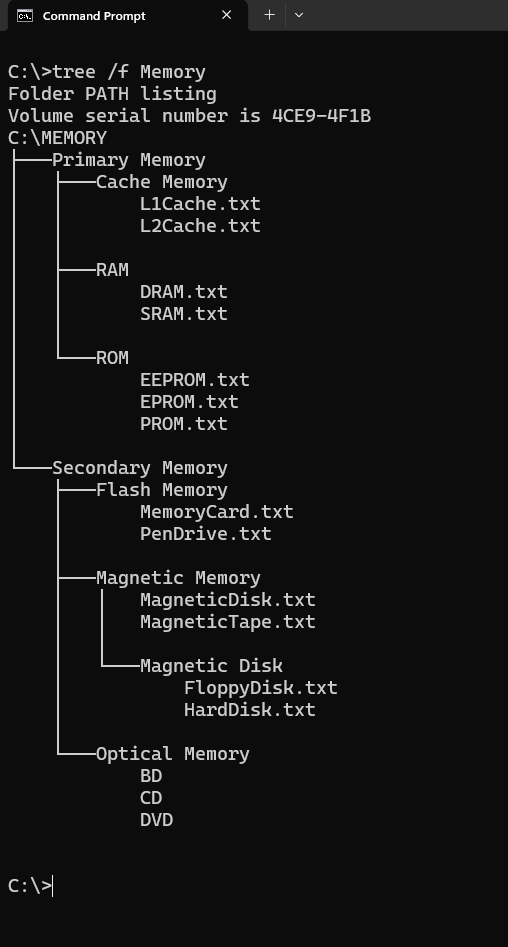 Command Prompt
C:\>tree /f Memory
Folder PATH listing
Volume serial number is 4CE9-4F1B
C:\MEMORY
├───Primary Memory
│   ├───Cache Memory
│   │       L1Cache.txt
│   │       L2Cache.txt
│   │
│   ├───RAM
│   │       DRAM.txt
│   │       SRAM.txt
│   │
│   └───ROM
│           EEPROM.txt
│           EPROM.txt
│           PROM.txt
│
└───Secondary Memory
    ├───Flash Memory
    │       MemoryCard.txt
    │       PenDrive.txt
    │
    ├───Magnetic Memory
    │   │   MagneticDisk.txt
    │   │   MagneticTape.txt
    │   │
    │   └───Magnetic Disk
    │           FloppyDisk.txt
    │           HardDisk.txt
    │
    └───Optical Memory
            BD
            CD
            DVD
C:\>